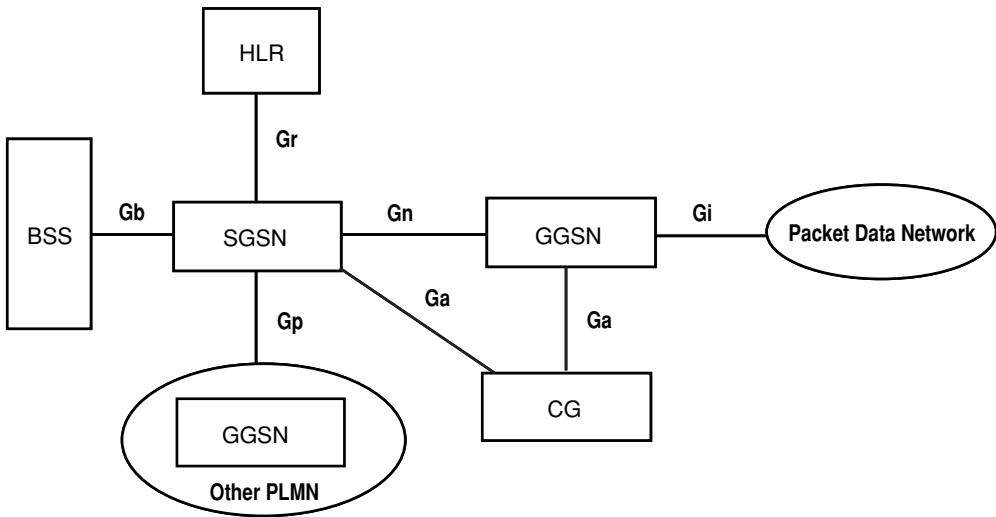 HLR
Gr
BSS
Gb
SGSN
Gn
GGSN
Gi
Packet Data Network
Gp
Ga
Ga
CG
GGSN
Other PLMN